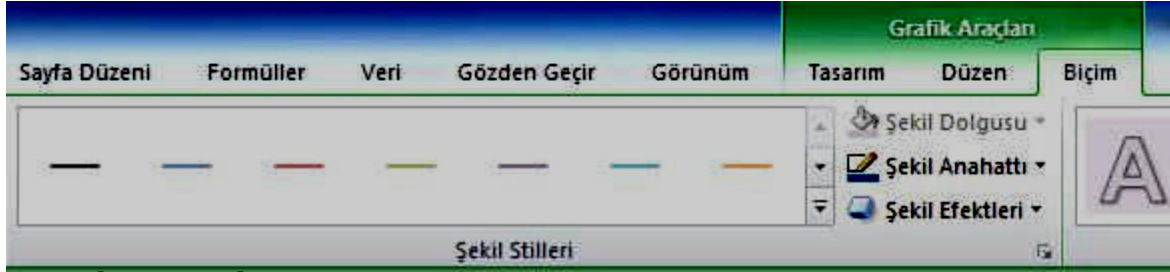 Grafik Araçları
Sayfa Düzeni Formüller Veri Gözden Geçir Görünüm Tasarım Düzen Biçim
Şekil Dolgusu
Şekil Anahattı
Şekil Efektleri
A
Şekil Stilleri